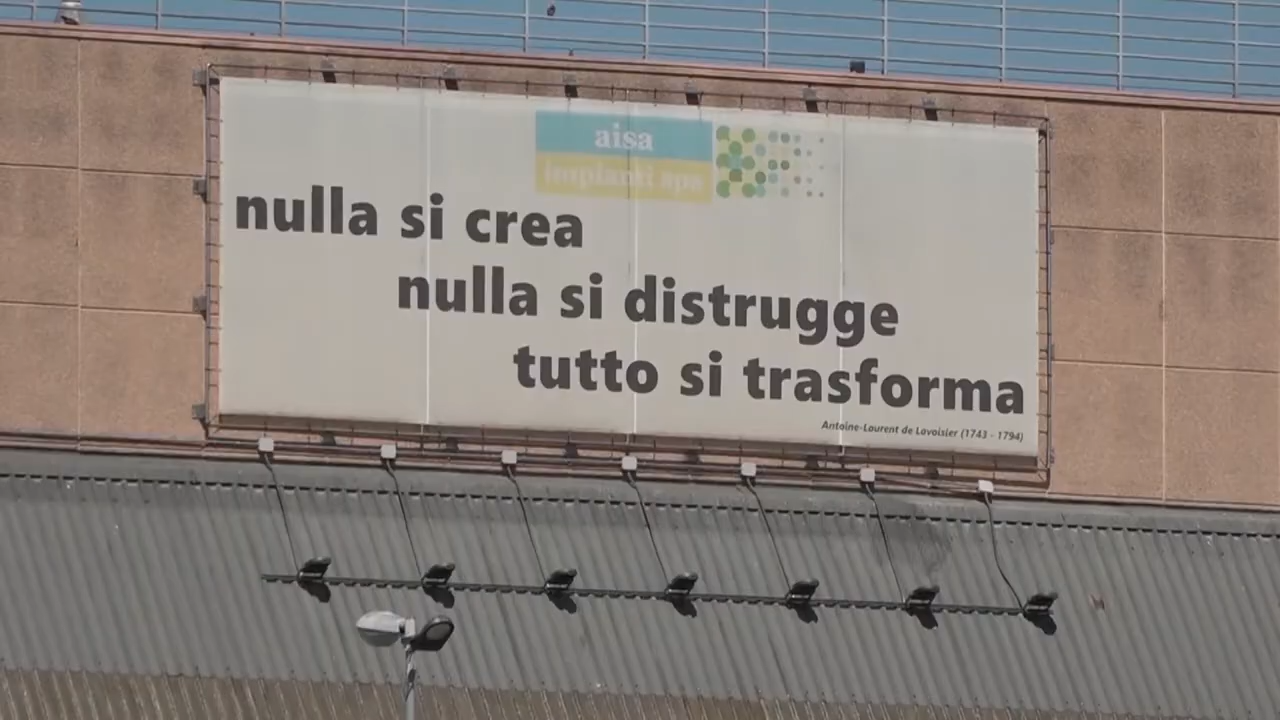 aisa
impianti spa
nulla si crea
nulla si distrugge
tutto si trasforma
Antoine-Laurent de Lavoisier (1743 - 1794)